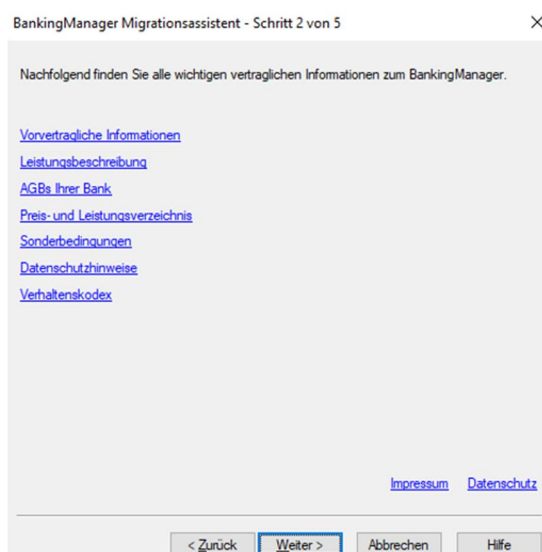 BankingManager Migrationsassistent - Schritt 2 von 5
Nachfolgend finden Sie alle wichtigen vertraglichen Informationen zum BankingManager.
Vorvertragliche Informationen
Leistungsbeschreibung
AGBs Ihrer Bank
Preis- und Leistungsverzeichnis
Sonderbedingungen
Datenschutzhinweise
Verhaltenskodex
Impressum Datenschutz
< Zurück Weiter > Abbrechen Hilfe